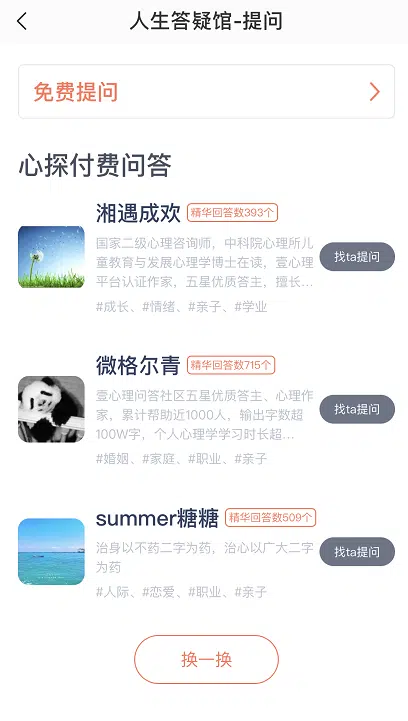 人生答疑馆-提问
免费提问
心探付费问答
湘遇成欢 精华回答数393个
国家二级心理咨询师，中科院心理所儿
童教育与发展心理学博士在读，壹心理
平台认证作家，五星优质答主，擅长...
找ta提问
#成长、#情绪、#亲子、#学业
微格尔青 精华回答数715个
壹心理问答社区五星优质答主、心理作
家，累计帮助近1000人，输出字数超
100W字，个人心理学学习时长超...
找ta提问
#婚姻、#家庭、#职业、#亲子
summer糖糖 精华回答数509个
治身以不药二字为药，治心以广大二字
为药
找ta提问
#人际、#恋爱、#职业、#亲子
换一换